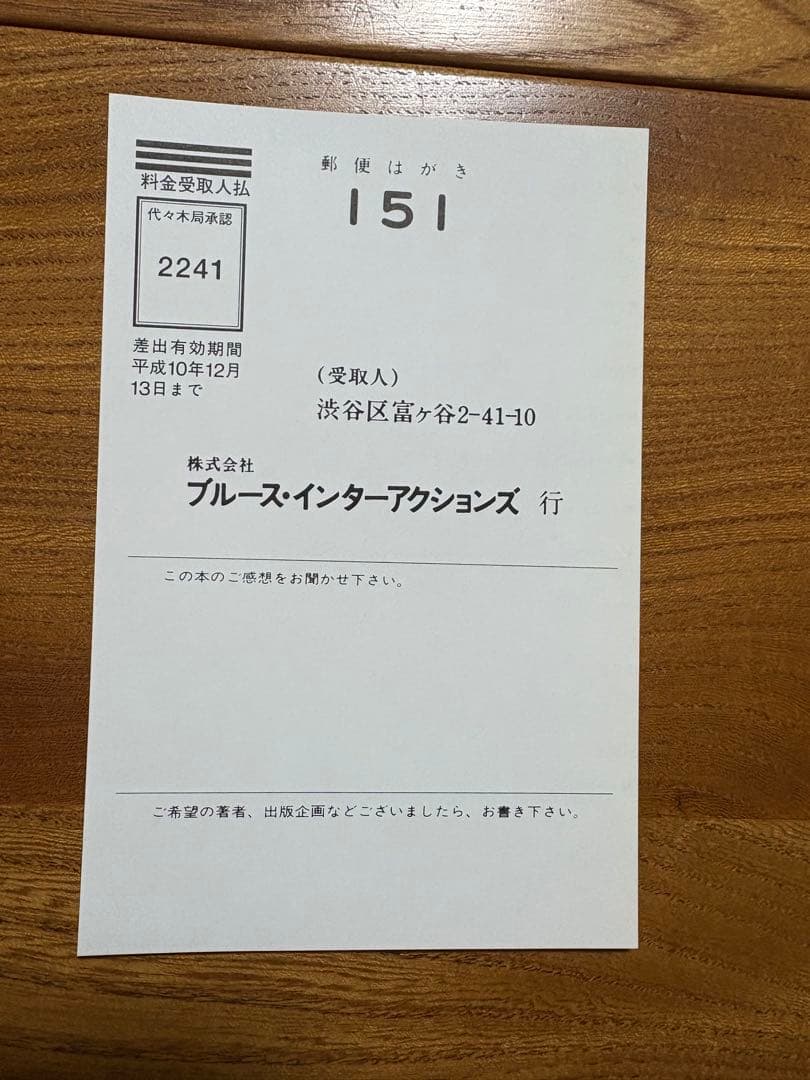 料金受取人払
代々木局承認
2241
差出有効期間
平成10年12月
13日まで
郵便はがき
151
(受取人)
渋谷区富ヶ谷2-41-10
株式会社
ブルース・インターアクションズ 行
この本のご感想をお聞かせ下さい。
ご希望の著者、出版企画などございましたら、お書き下さい。